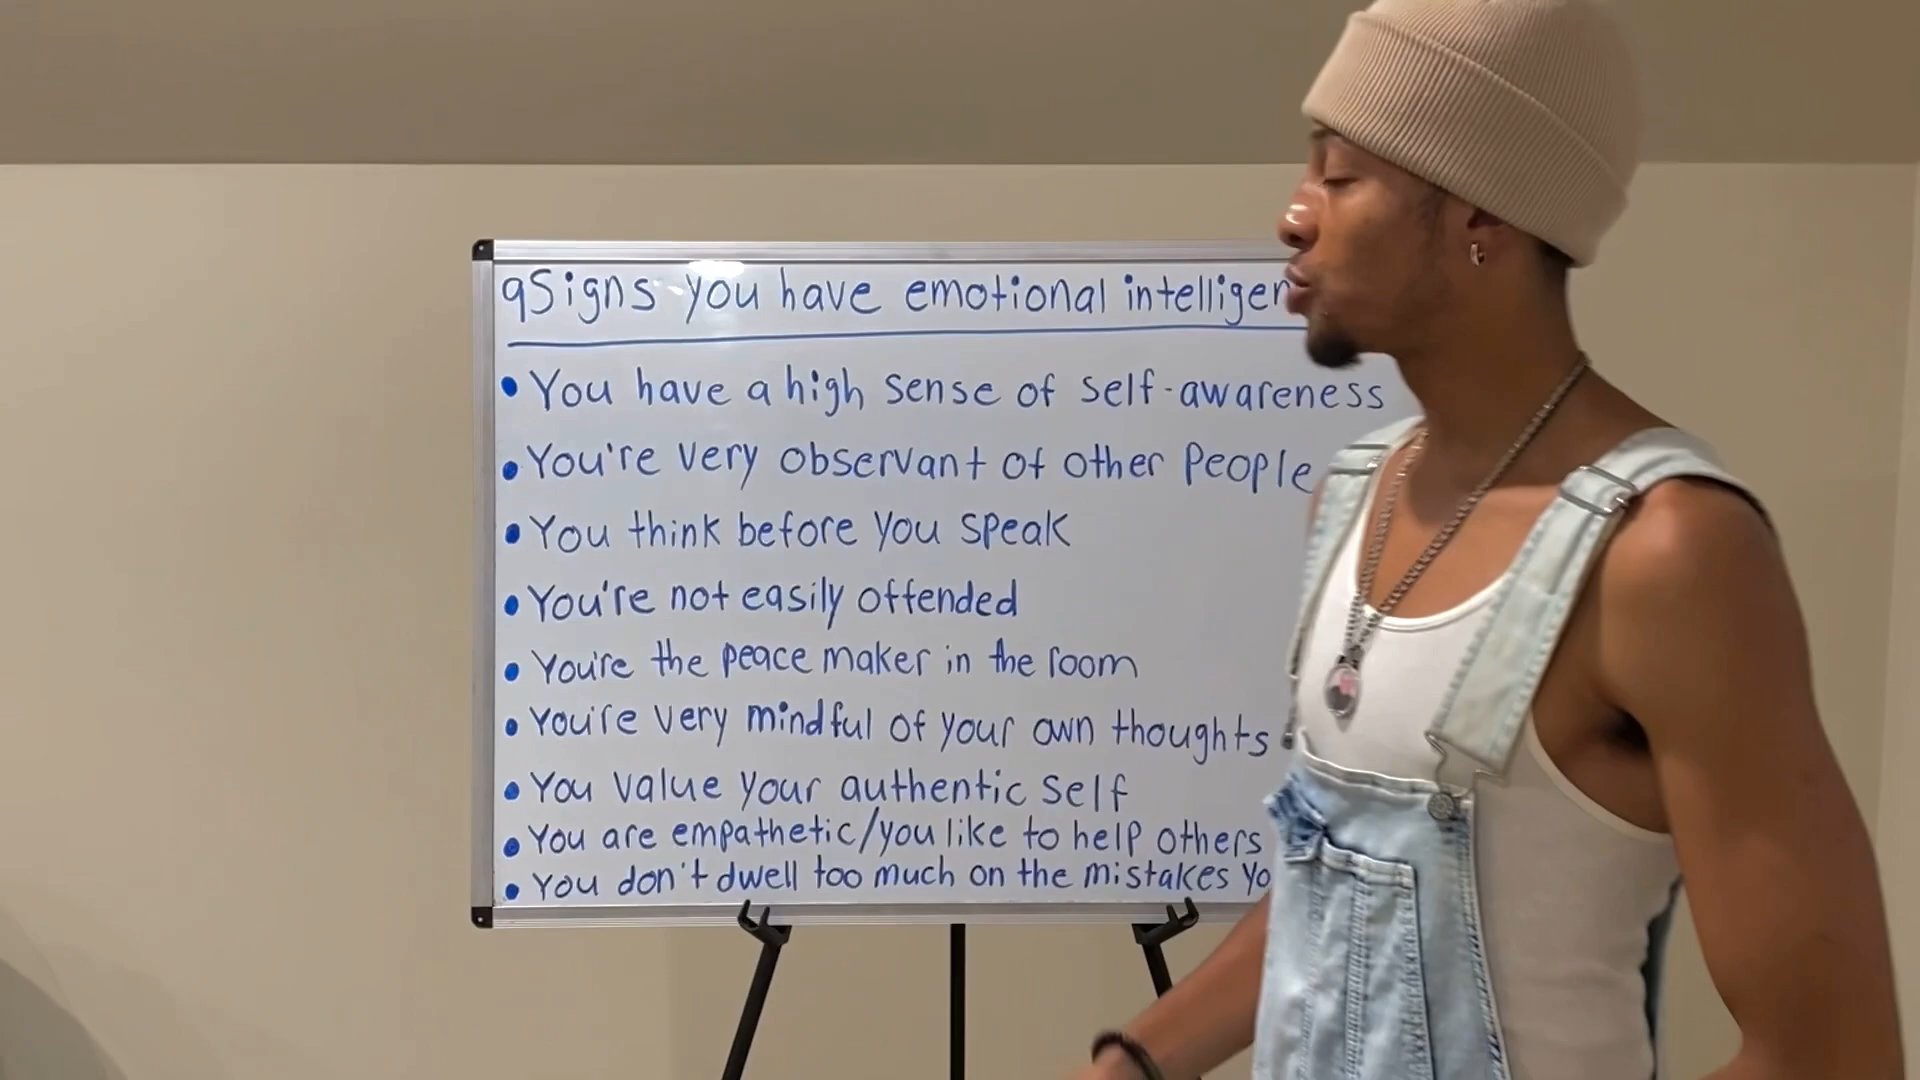 9 Signs you have emotional intelligen
• You have a high sense of self-awareness
• You're very observant of other people
• You think before you speak
• You're not easily offended
• You're the peace maker in the room
• You're very mindful of your own thoughts
• You value your authentic self
• You are empathetic/you like to help others
• You don't dwell too much on the mistakes yo